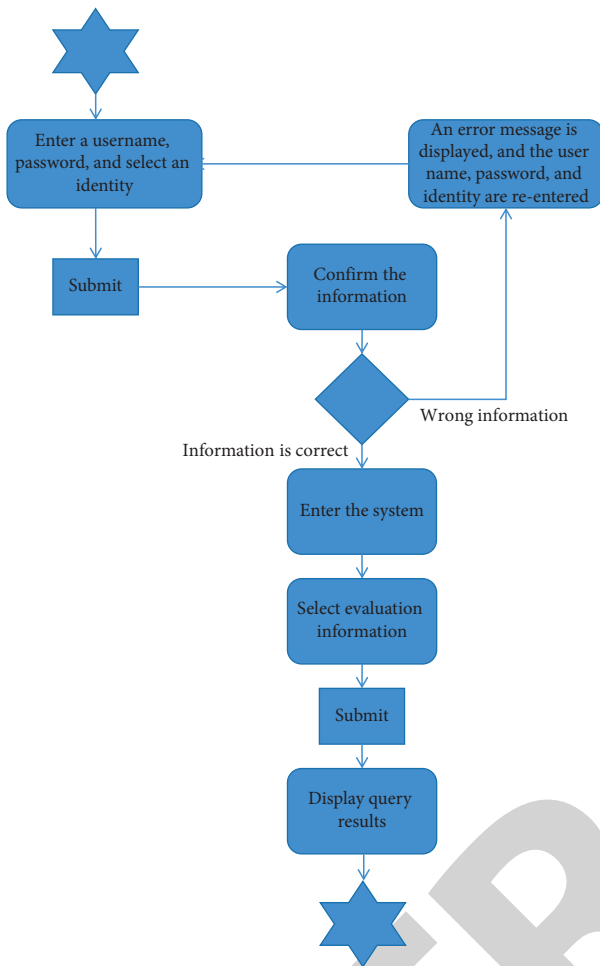 Enter a username,
password, and select an
identity
An error message is
displayed, and the user
name, password, and
identity are re-entered
Submit
Confirm the
information
Wrong information
Information is correct
Enter the system
Select evaluation
information
Submit
Display query
results